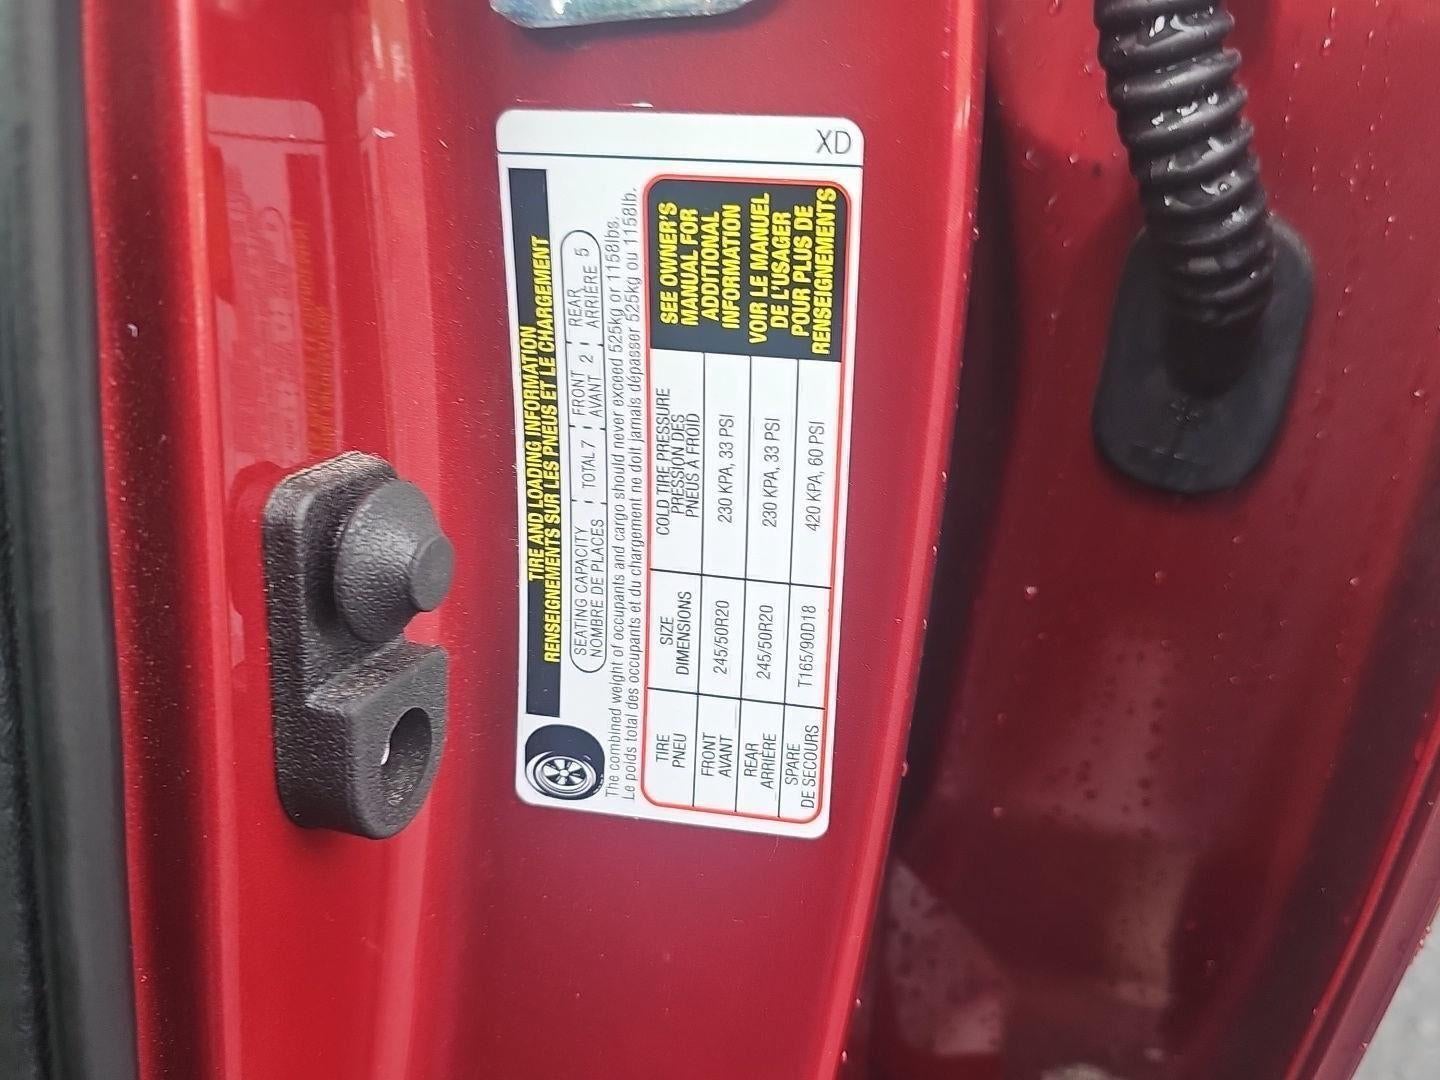 XD
TIRE AND LOADING INFORMATION
RENSEIGNEMENTS SUR LES PNEUS ET LE CHARGEMENT
SEATING CAPACITY TOTAL 7 FRONT 2 REAR 5
NOMBRE DE PLACES AVANT ARRIÈRE
The combined weight of occupants and cargo should never exceed 525kg or 1158lbs.
Le poids total des occupants et du chargement ne doit jamais dépasser 525kg ou 1158lb.
TIRE SIZE COLD TIRE PRESSURE
PNEU DIMENSIONS PRESSION DES
PNEUS À FROID
FRONT 245/50R20 230 KPA, 33 PSI
AVANT
REAR 245/50R20 230 KPA, 33 PSI
ARRIÈRE
SPARE T165/90D18 420 KPA, 60 PSI
DE SECOURS
SEE OWNER'S
MANUAL FOR
ADDITIONAL
INFORMATION
VOIR LE MANUEL
DE L'USAGER
POUR PLUS DE
RENSEIGNEMENTS